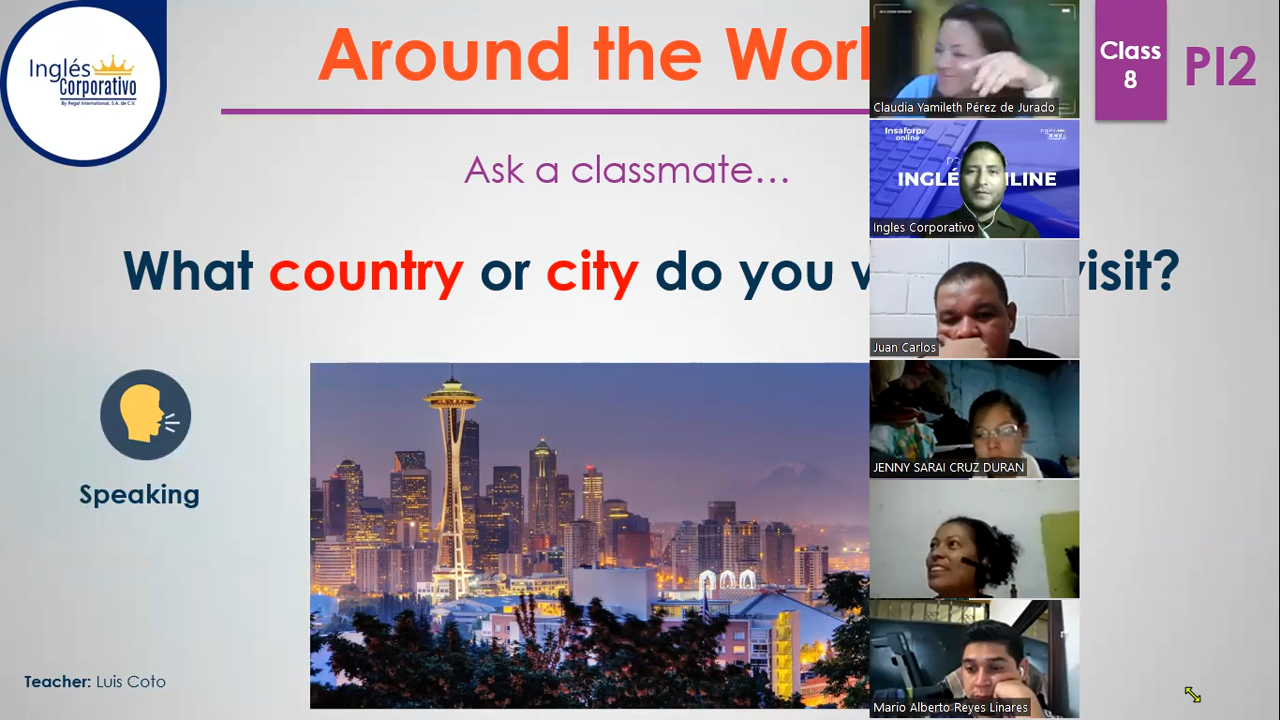 Inglés
Corporativo
By Regal International, S.A. de C.V.
Around the Worl
Class
8
PI2
Ask a classmate…
What country or city do you visit?
Speaking
Teacher: Luis Coto
Claudia Yamileth Pérez de Jurado
Insaforp
online
INGLÉ LINE
Ingles Corporativo
Juan Carlos
JENNY SARAI CRUZ DURAN
Mario Alberto Reyes Linares